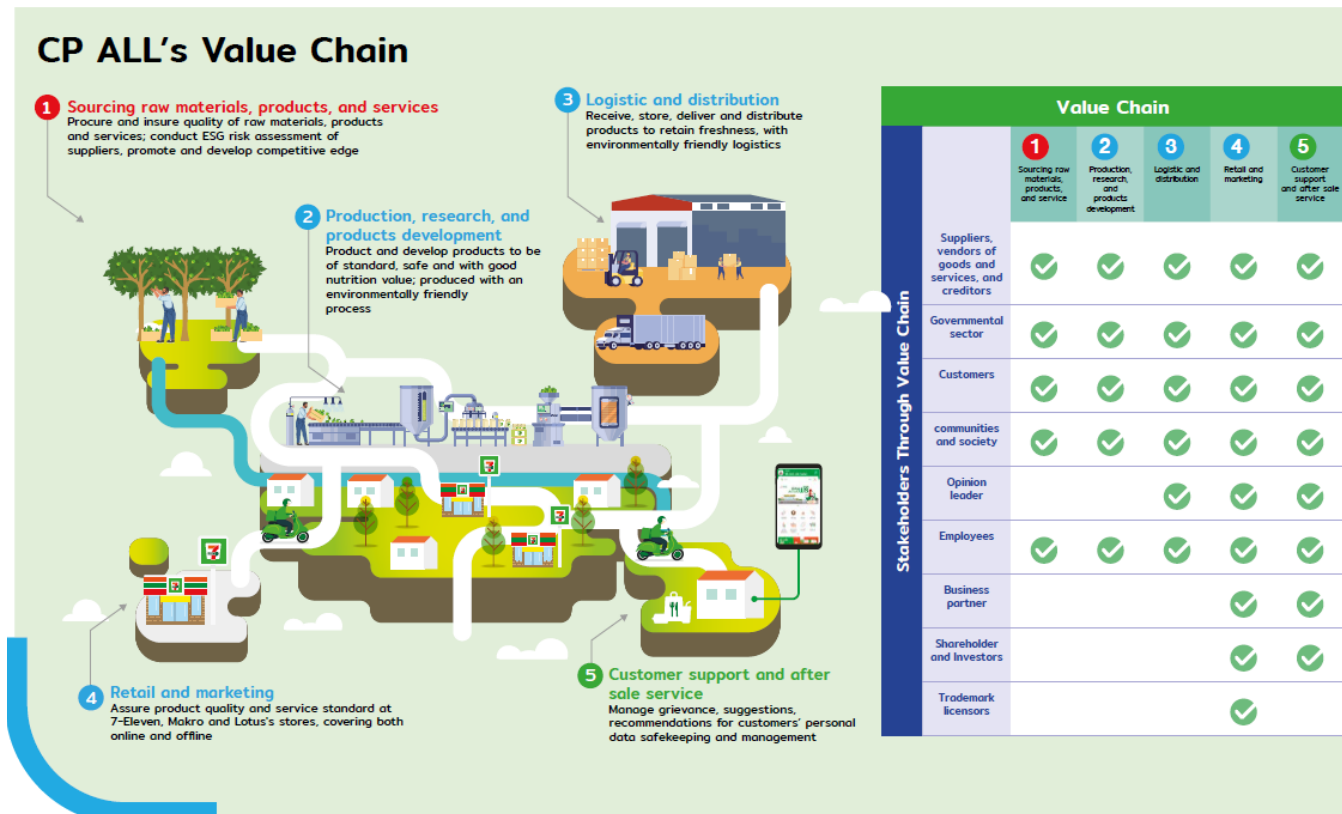 CP ALL's Value Chain
1 Sourcing raw materials, products, and services
Procure and insure quality of raw materials, products
and services; conduct ESG risk assessment of
suppliers, promote and develop competitive edge
2 Production, research, and
products development
Product and develop products to be
of standard, safe and with good
nutrition value; produced with an
environmentally friendly
process
3 Logistic and distribution
Receive, store, deliver and distribute
products to retain freshness, with
environmentally friendly logistics
4 Retail and marketing
Assure product quality and service standard at
7-Eleven, Makro and Lotus's stores, covering both
online and offline
5 Customer support and after
sale service
Manage grievance, suggestions,
recommendations for customers' personal
data safekeeping and management
Value Chain
Stakeholders Through Value Chain
1
Sourcing raw
materials,
products,
and service
2
Production,
research,
and
products
development
3
Logistic and
distribution
4
Retail and
marketing
5
Customer
support
and after sale
service
Suppliers,
vendors of
goods and
services, and
creditors
Governmental
sector
Customers
communities
and society
Opinion
leader
Employees
Business
partner
Shareholder
and Investors
Trademark
licensors